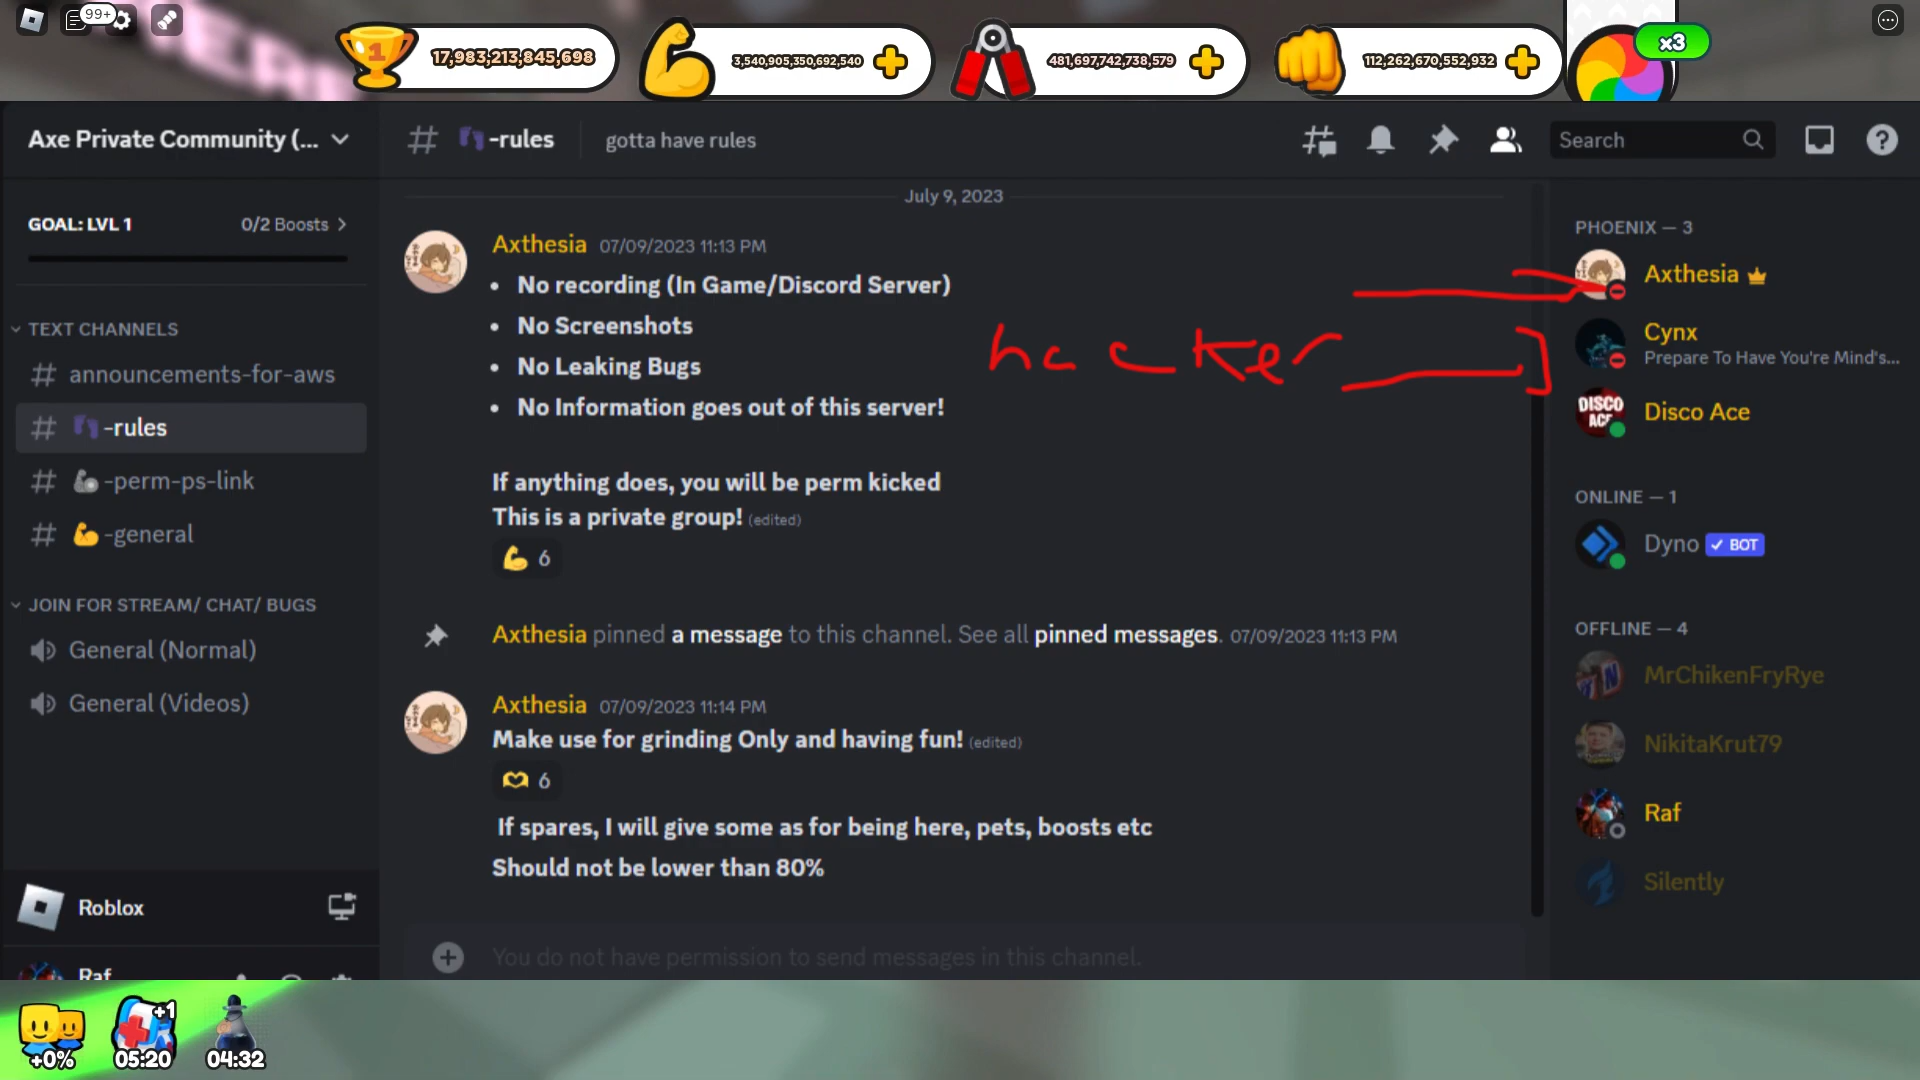 99+
1
17,983,213,845,698
3,540,905,350,692,540
481,697,742,738,579
112,262,670,552,932
x3
Axe Private Community (...
-rules
gotta have rules
Search
GOAL: LVL 1
0/2 Boosts
TEXT CHANNELS
announcements-for-aws
-rules
-perm-ps-link
-general
JOIN FOR STREAM/ CHAT/ BUGS
General (Normal)
General (Videos)
Roblox
Raf
July 9, 2023
Axthesia 07/09/2023 11:13 PM
• No recording (In Game/Discord Server)
• No Screenshots
• No Leaking Bugs
• No Information goes out of this server!
hacker
If anything does, you will be perm kicked
This is a private group! (edited)
6
Axthesia pinned a message to this channel. See all pinned messages. 07/09/2023 11:13 PM
Axthesia 07/09/2023 11:14 PM
Make use for grinding Only and having fun! (edited)
6
If spares, I will give some as for being here, pets, boosts etc
Should not be lower than 80%
You do not have permission to send messages in this channel.
PHOENIX — 3
Axthesia
Cynx
Prepare To Have You're Mind's...
DISCO
Disco Ace
ONLINE — 1
Dyno BOT
OFFLINE — 4
MrChikenFryRye
NikitaKrut79
Raf
Silently
+0%
+1
05:20
04:32